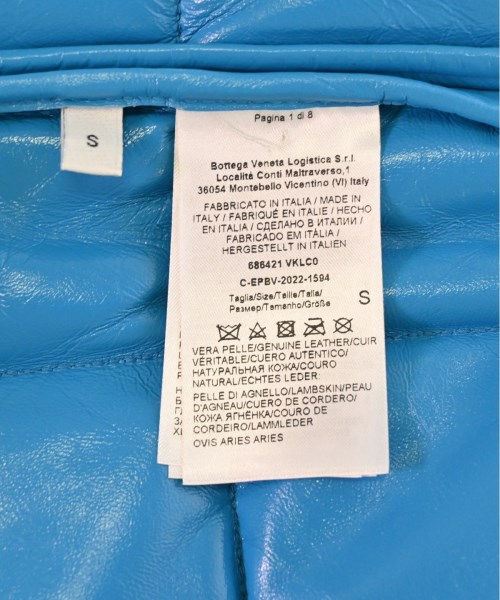 S
Pagina 1 di 8
Bottega Veneta Logistica S.r.l.
Località Conti Maltraverso,1
36054 Montebello Vicentino (VI) Italy
FABBRICATO IN ITALIA / MADE IN
ITALY / FABRIQUÉ EN ITALIE / HECHO
EN ITALIA / СДЕЛАНО В ИТАЛИИ /
FABRICADO EM ITÁLIA /
HERGESTELLT IN ITALIEN
686421 VKLC0
C-EPBV-2022-1594
Taglia/Size/Taille/Talla/
Размер/Tamanho/Größe
S
VERA PELLE/GENUINE LEATHER/CUIR
VÉRITABLE/CUERO AUTÉNTICO/
НАТУРАЛЬНАЯ КОЖА/COURO
NATURAL/ECHTES LEDER:
PELLE DI AGNELLO/LAMBSKIN/PEAU
D'AGNEAU/CUERO DE CORDERO/
КОЖА ЯГНЕНКА/COURO DE
CORDEIRO/LAMMLEDER
OVIS ARIES ARIES